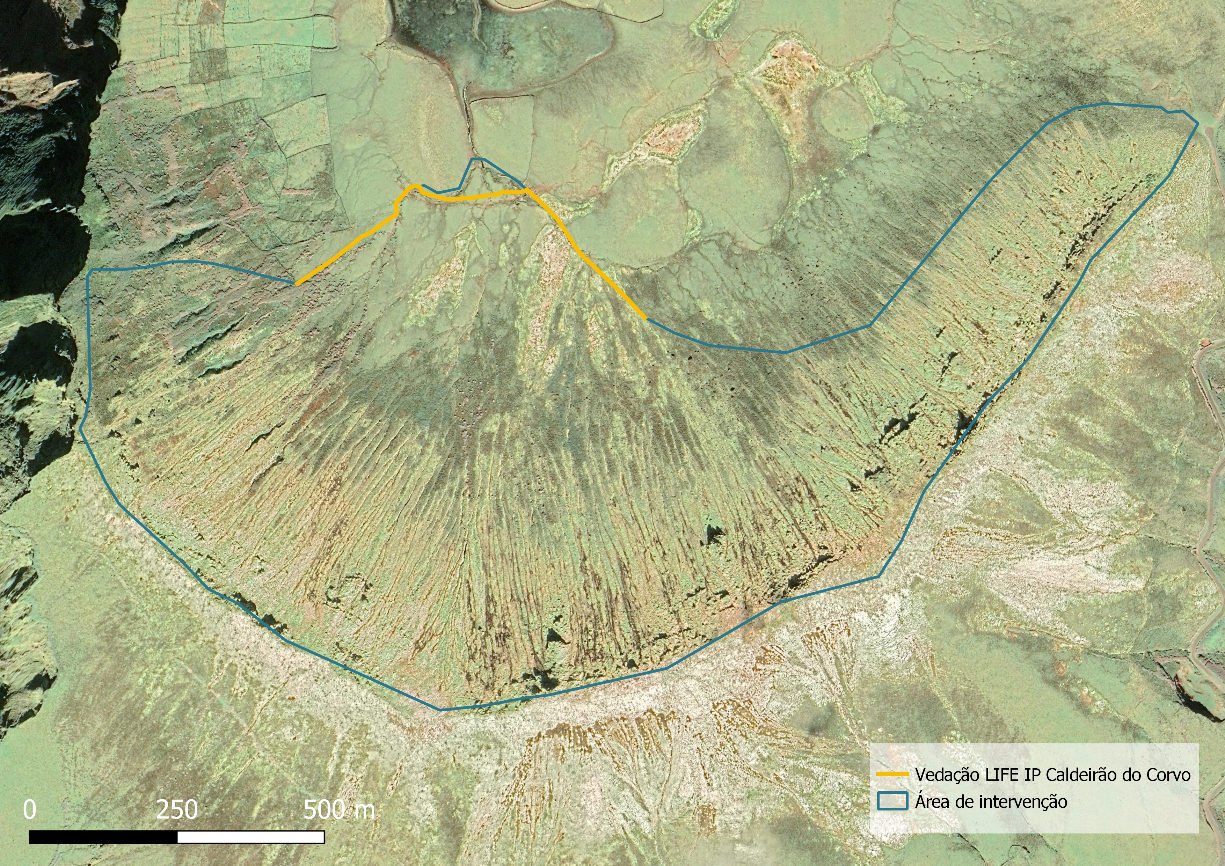 Vedação LIFE IP Caldeirão do Corvo
Área de intervenção
0 250 500 m